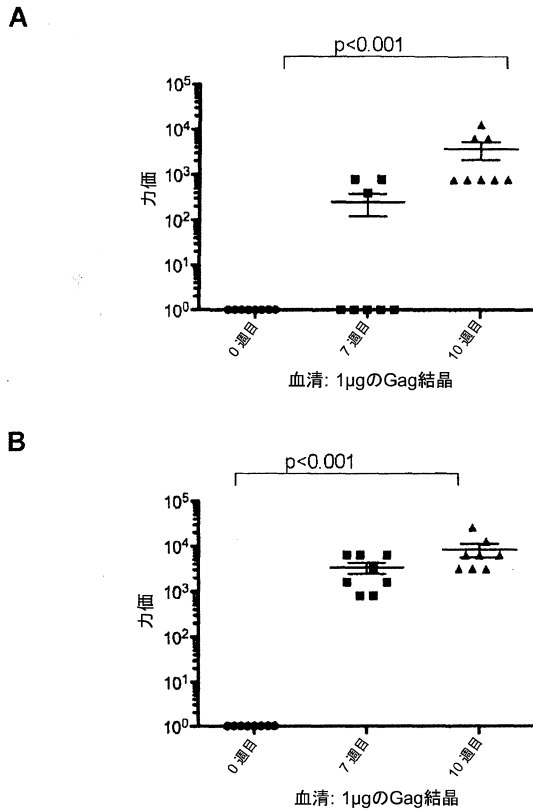 A
p<0.001
10⁵
10⁴
10³
10²
10¹
10⁰
力価
0週目
7週目
10週目
血清: 1μgのGag結晶
B
p<0.001
10⁵
10⁴
10³
10²
10¹
10⁰
力価
0週目
7週目
10週目
血清: 1μgのGag結晶